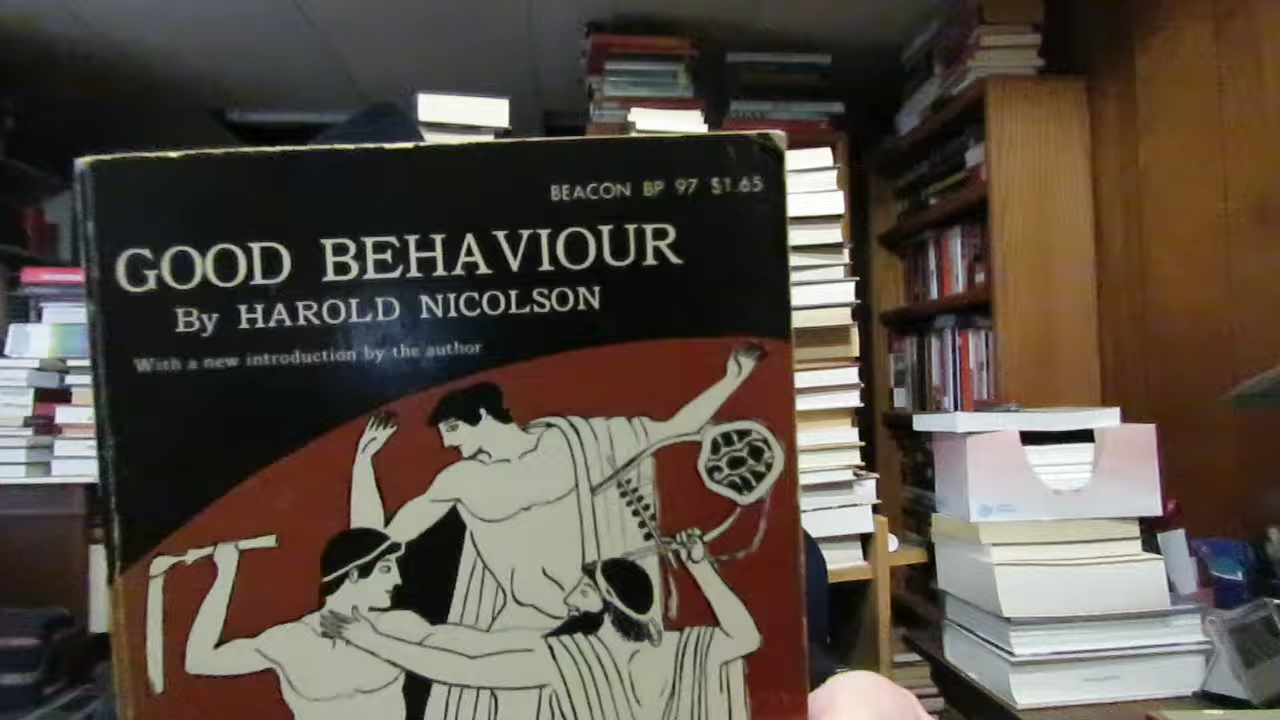 BEACON BP 97 $1.65
GOOD BEHAVIOUR
By HAROLD NICOLSON
With a new introduction by the author